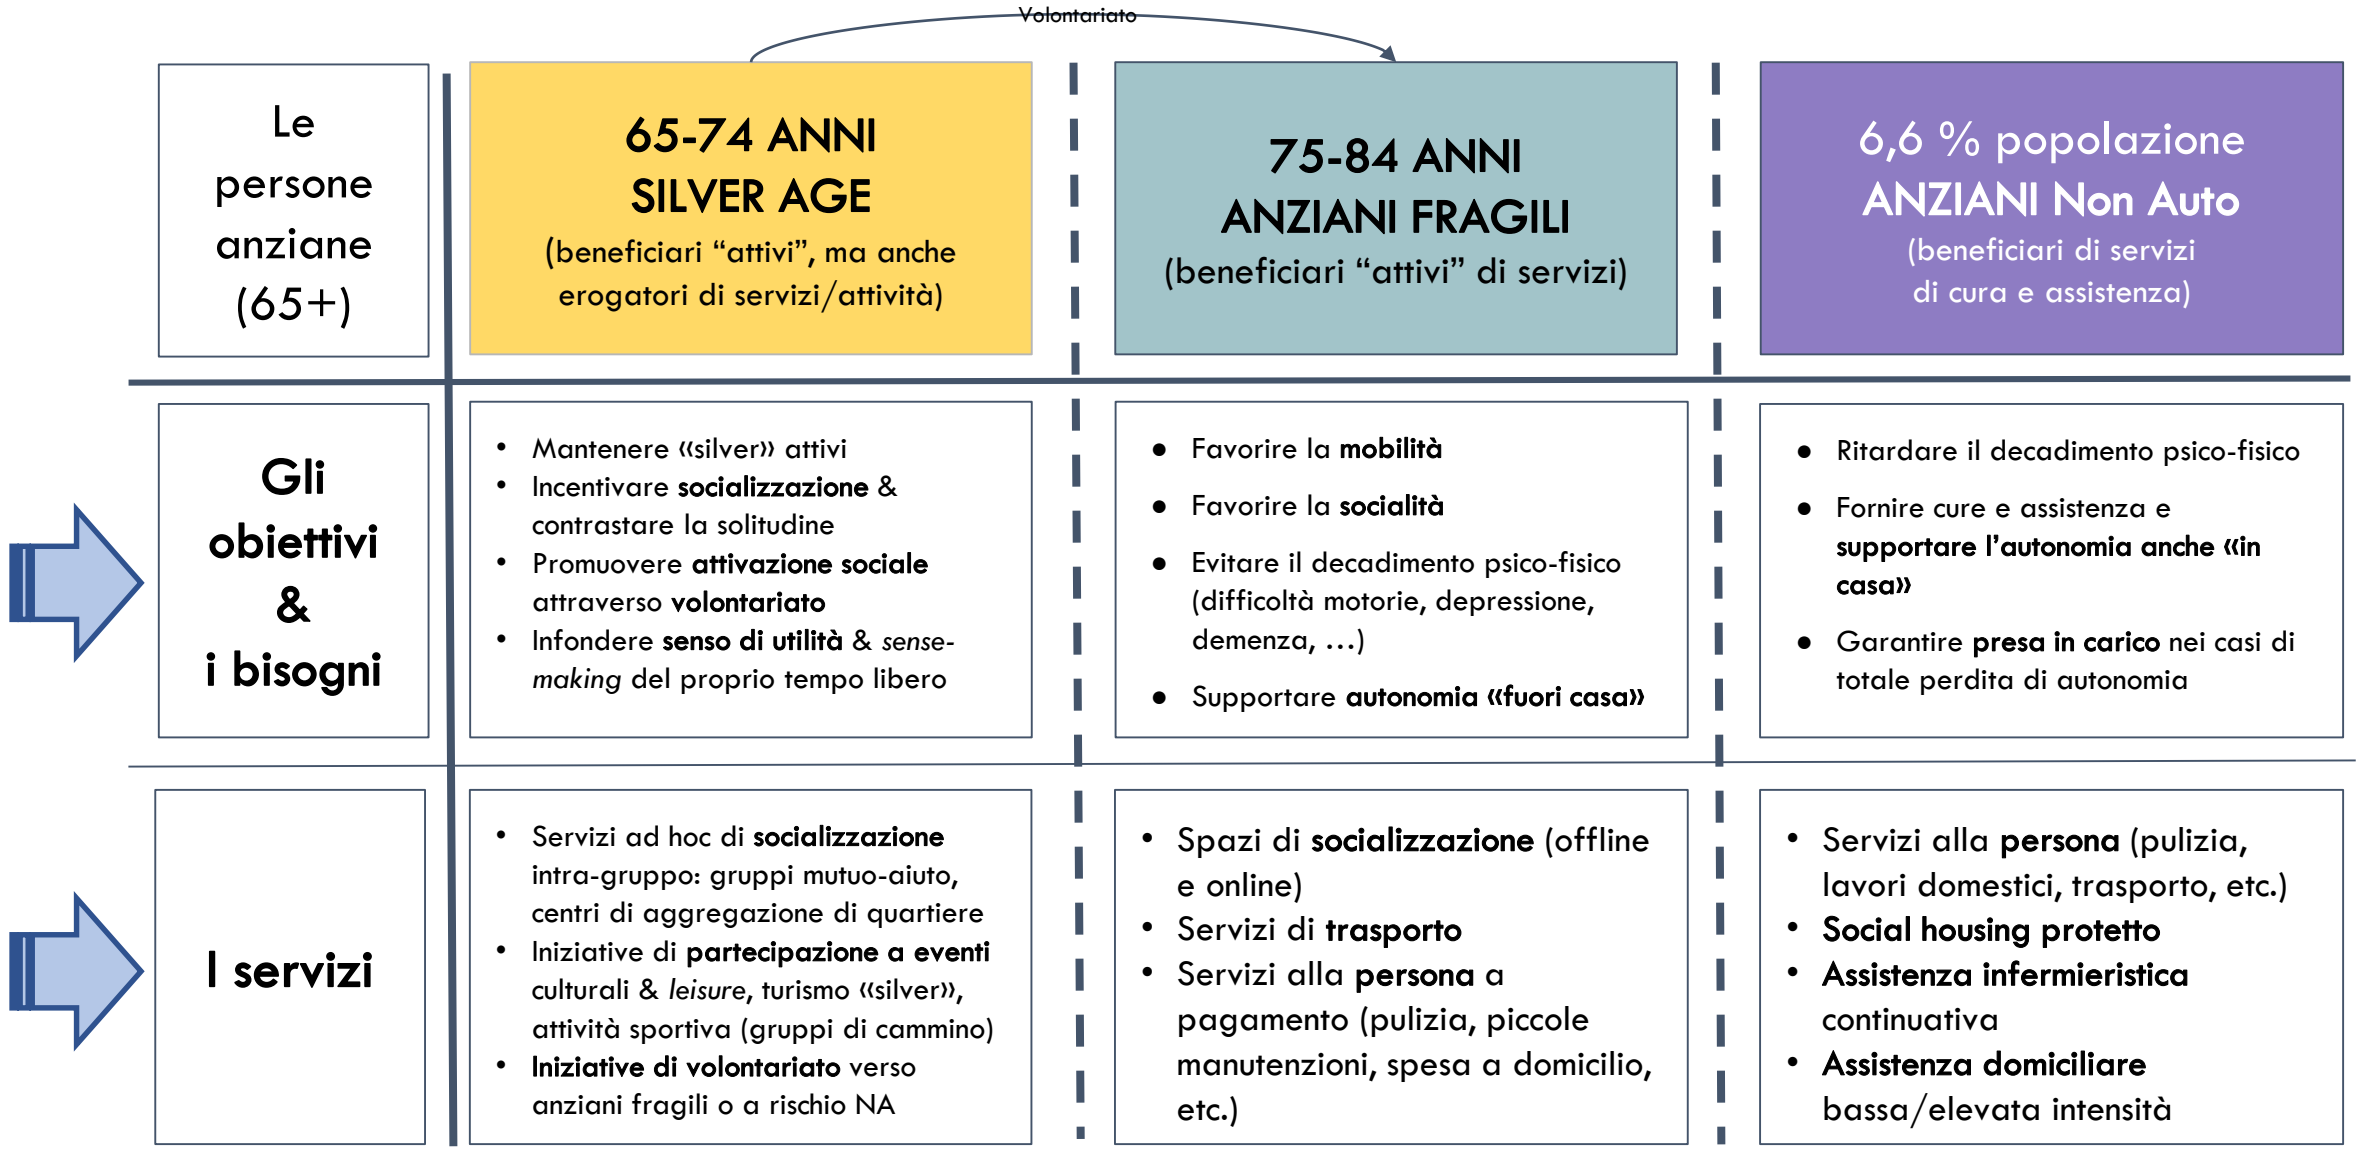 Volontariato
Le
persone
anziane
(65+)
65-74 ANNI
SILVER AGE
(beneficiari “attivi”, ma anche
erogatori di servizi/attività)
75-84 ANNI
ANZIANI FRAGILI
(beneficiari “attivi” di servizi)
6,6 % popolazione
ANZIANI Non Auto
(beneficiari di servizi
di cura e assistenza)
Gli
obiettivi
&
i bisogni
• Mantenere «silver» attivi
• Incentivare socializzazione &
contrastare la solitudine
• Promuovere attivazione sociale
attraverso volontariato
• Infondere senso di utilità & sense-
making del proprio tempo libero
● Favorire la mobilità
● Favorire la socialità
● Evitare il decadimento psico-fisico
(difficoltà motorie, depressione,
demenza, …)
● Supportare autonomia «fuori casa»
● Ritardare il decadimento psico-fisico
● Fornire cure e assistenza e
supportare l’autonomia anche «in
casa»
● Garantire presa in carico nei casi di
totale perdita di autonomia
I servizi
• Servizi ad hoc di socializzazione
intra-gruppo: gruppi mutuo-aiuto,
centri di aggregazione di quartiere
• Iniziative di partecipazione a eventi
culturali & leisure, turismo «silver»,
attività sportiva (gruppi di cammino)
• Iniziative di volontariato verso
anziani fragili o a rischio NA
• Spazi di socializzazione (offline
e online)
• Servizi di trasporto
• Servizi alla persona a
pagamento (pulizia, piccole
manutenzioni, spesa a domicilio,
etc.)
• Servizi alla persona (pulizia,
lavori domestici, trasporto, etc.)
• Social housing protetto
• Assistenza infermieristica
continuativa
• Assistenza domiciliare
bassa/elevata intensità